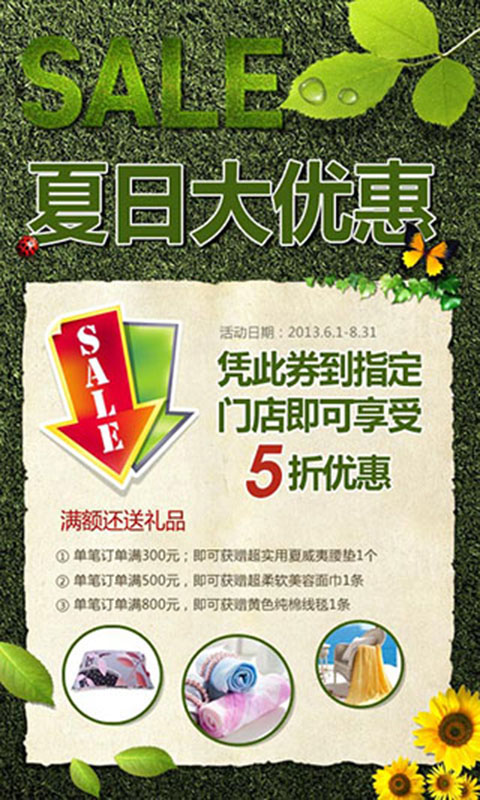 SALE
夏日大优惠
活动日期：2013.6.1-8.31
SALE
凭此券到指定
门店即可享受
5折优惠
满额还送礼品
① 单笔订单满300元；即可获赠超实用夏威夷腰垫1个
② 单笔订单满500元，即可获赠超柔软美容面巾1条
③ 单笔订单满800元，即可获赠黄色纯棉线毯1条